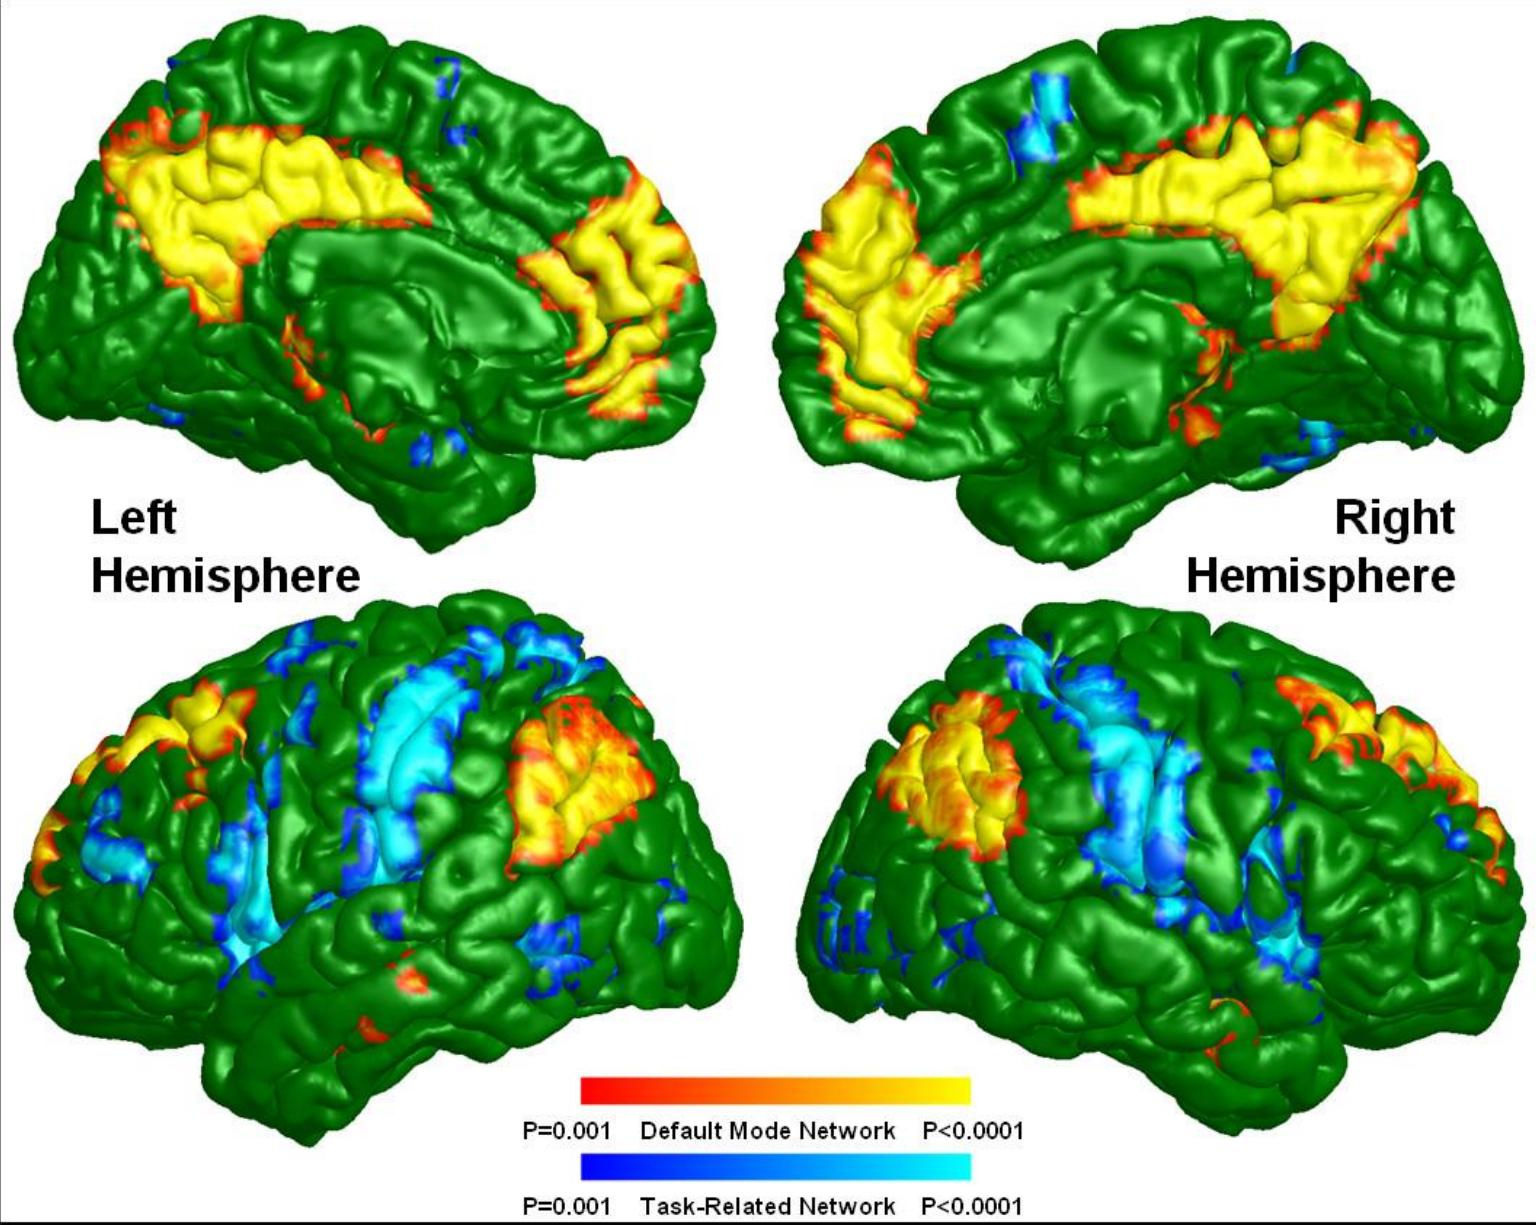 Left
Hemisphere
Right
Hemisphere
P=0.001 Default Mode Network P<0.0001
P=0.001 Task-Related Network P<0.0001